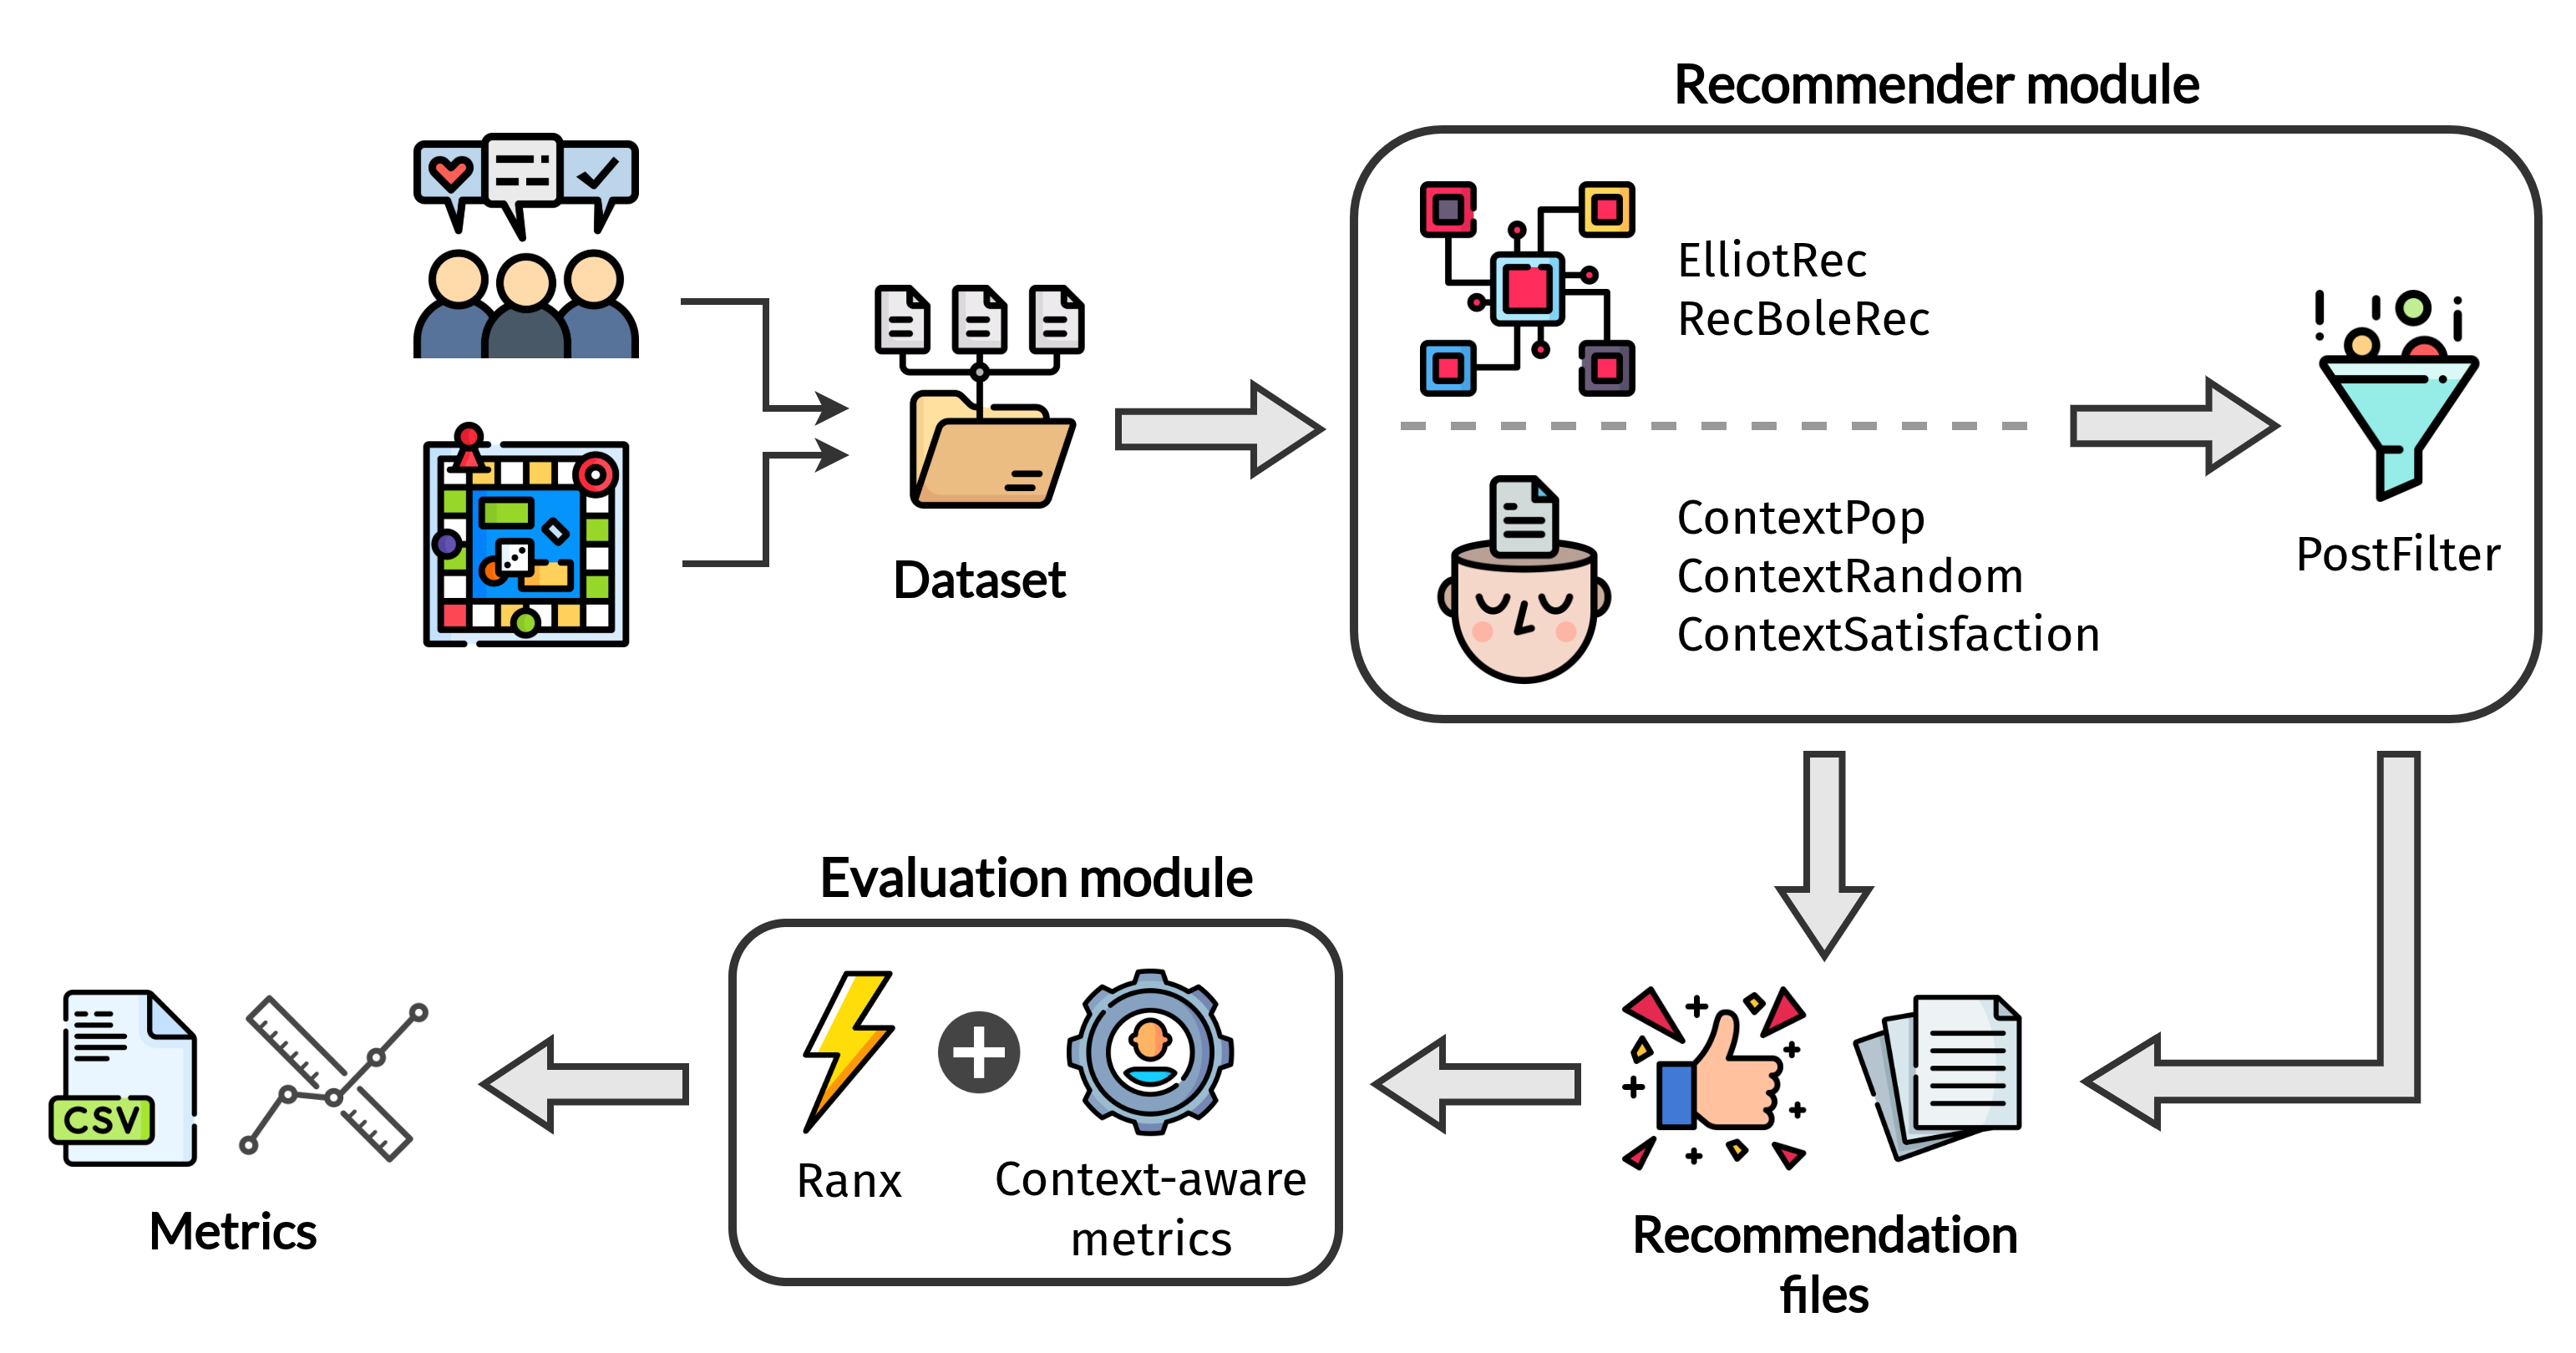 Recommender module
ElliotRec
RecBoleRec
ContextPop
ContextRandom
ContextSatisfaction
PostFilter
Dataset
Evaluation module
Ranx
Context-aware
metrics
CSV
Metrics
Recommendation
files